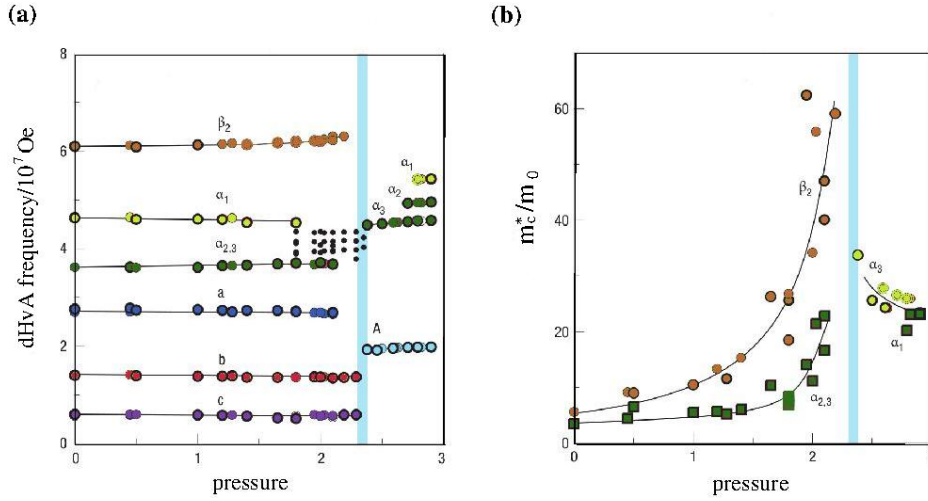 (a)
(b)
dHvA frequency/10⁷ Oe
8
6
4
2
0
β₂
α₁
α₂,₃
a
b
c
α₁
α₂
α₃
A
0
1
2
3
pressure
m*c/m₀
60
40
20
0
β₂
α₂,₃
α₃
α₁
0
1
2
pressure